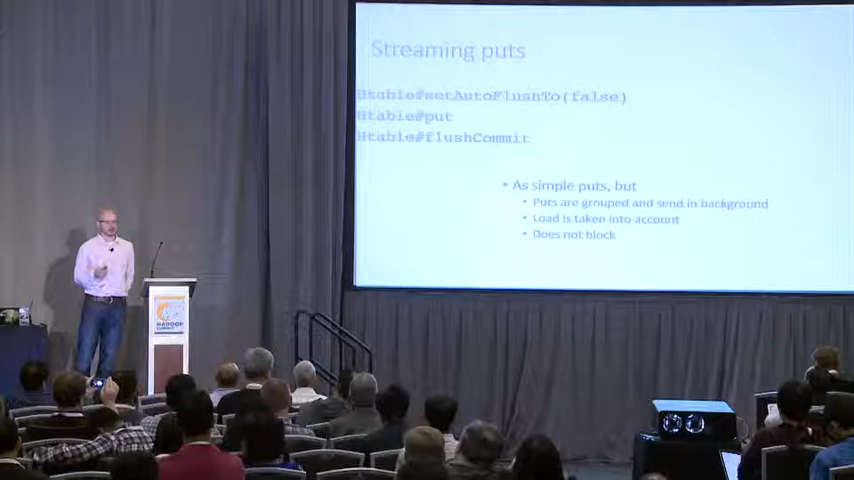 Streaming puts
Htable#setAutoFlushTo(false)
Htable#put
Htable#flushCommit
• As simple puts, but
• Puts are grouped and send in background
• Load is taken into account
• Does not block
HADOOP
SUMMIT